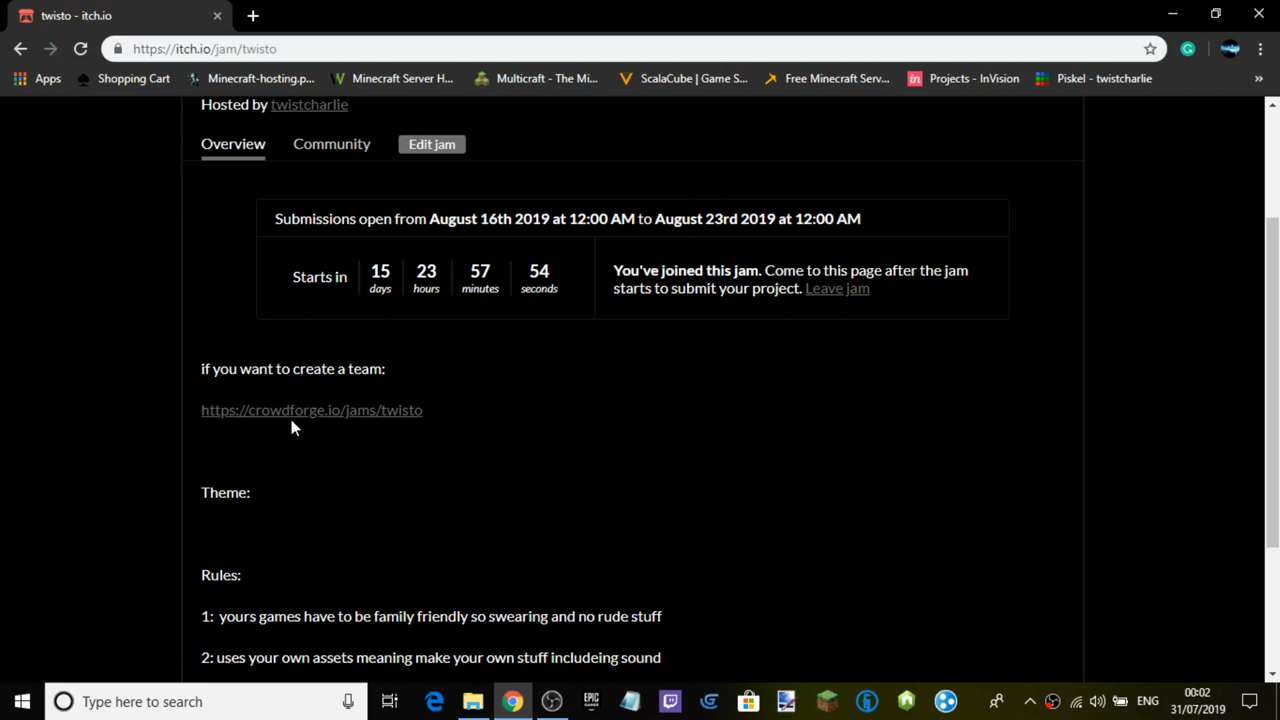 twisto - itch.io
https://itch.io/jam/twisto
Apps
Shopping Cart
Minecraft-hosting.p...
Minecraft Server H...
Multicraft - The Mi...
ScalaCube | Game S...
Free Minecraft Serv...
Projects - InVision
Piskel - twistcharlie
Hosted by twistcharlie
Overview Community Edit jam
Submissions open from August 16th 2019 at 12:00 AM to August 23rd 2019 at 12:00 AM
Starts in 15 days 23 hours 57 minutes 54 seconds
You've joined this jam. Come to this page after the jam
starts to submit your project. Leave jam
if you want to create a team:
https://crowdforge.io/jams/twisto
Theme:
Rules:
1: yours games have to be family friendly so swearing and no rude stuff
2: uses your own assets meaning make your own stuff includeing sound
Type here to search
EPIC GAMES
ENG
00:02
31/07/2019